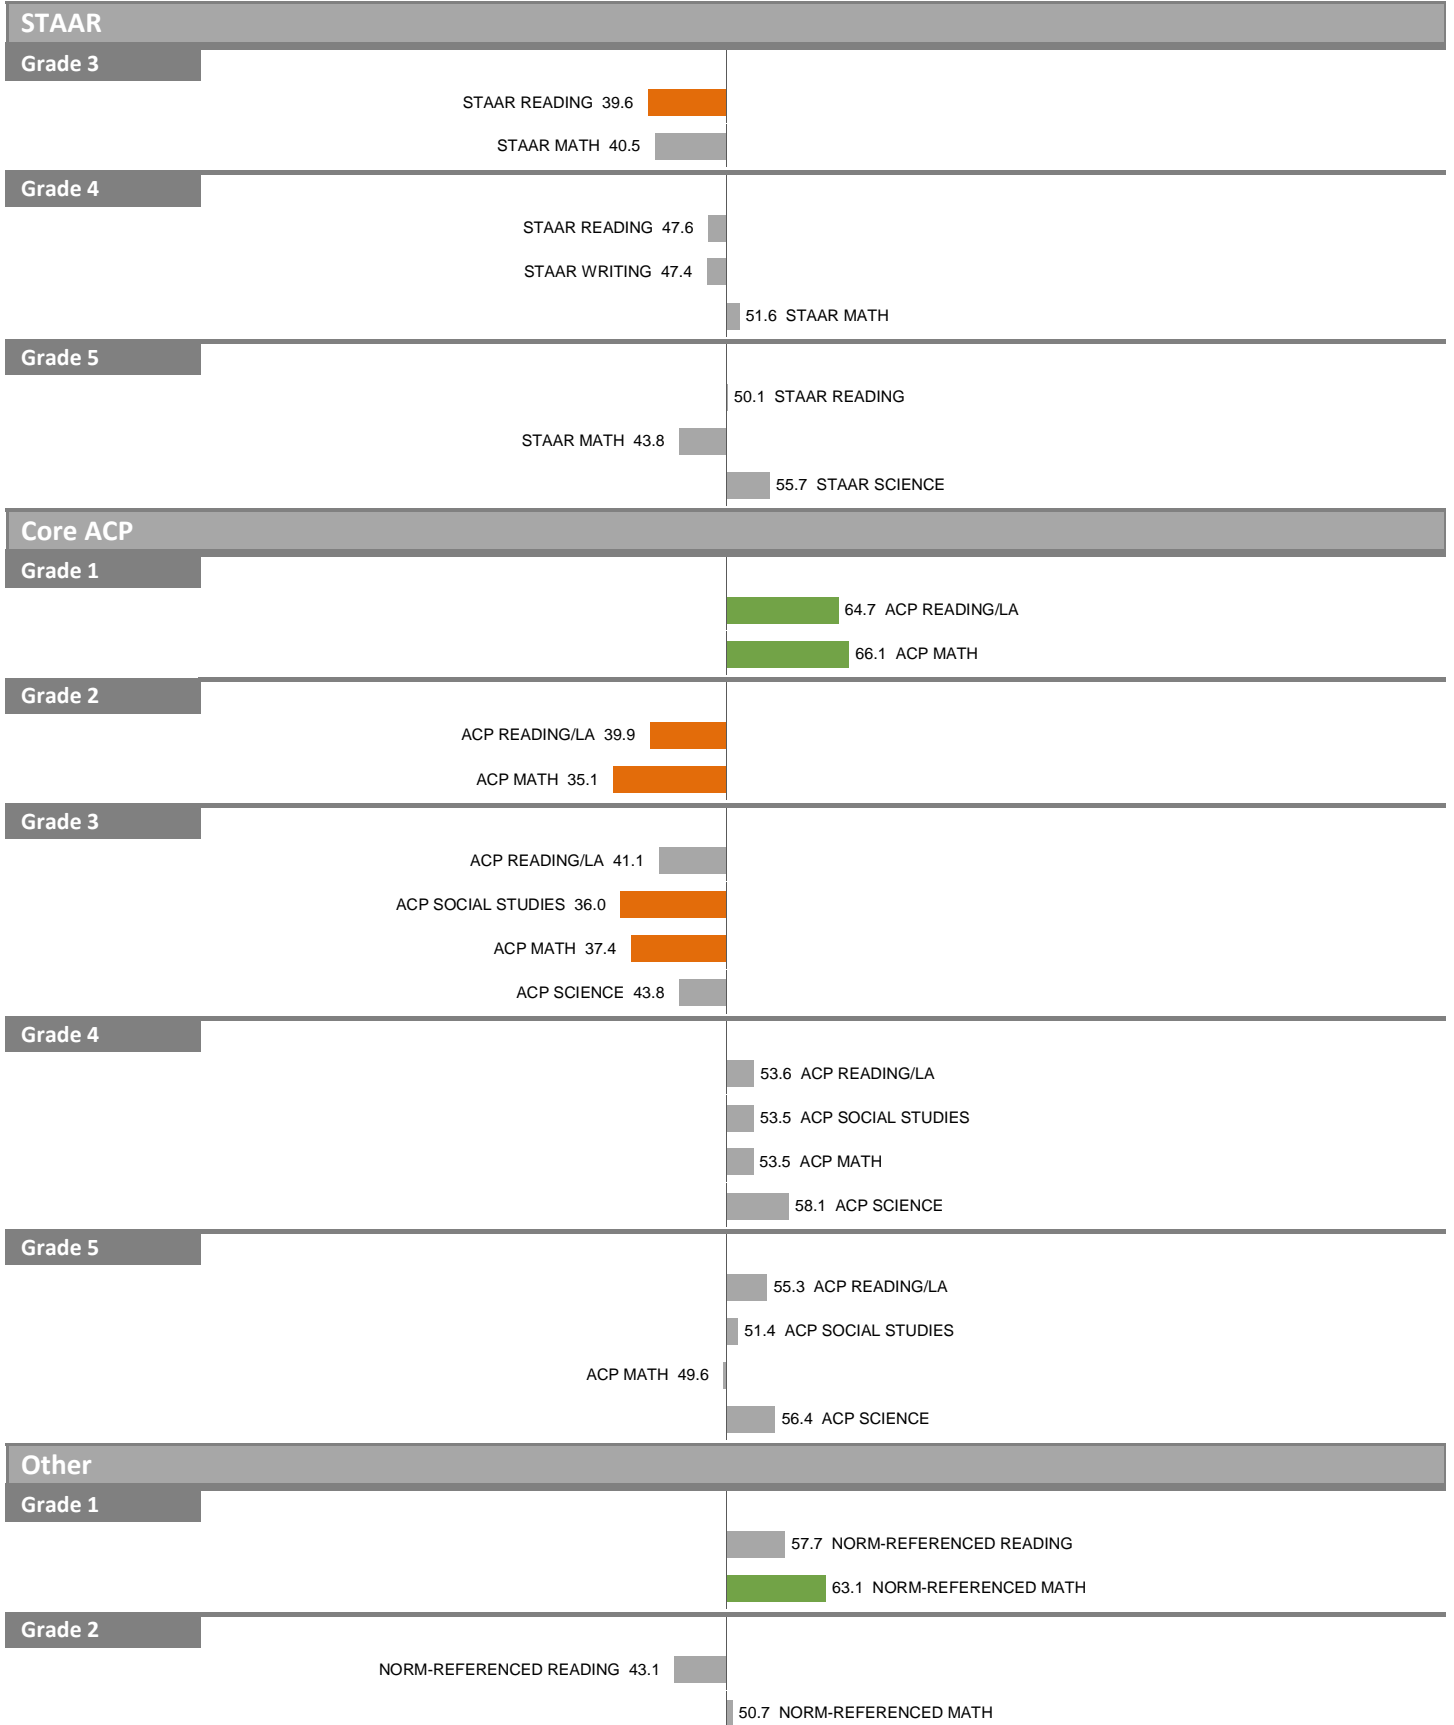 STAAR
Grade 3
STAAR READING 39.6
STAAR MATH 40.5
Grade 4
STAAR READING 47.6
STAAR WRITING 47.4
51.6 STAAR MATH
Grade 5
50.1 STAAR READING
STAAR MATH 43.8
55.7 STAAR SCIENCE
Core ACP
Grade 1
64.7 ACP READING/LA
66.1 ACP MATH
Grade 2
ACP READING/LA 39.9
ACP MATH 35.1
Grade 3
ACP READING/LA 41.1
ACP SOCIAL STUDIES 36.0
ACP MATH 37.4
ACP SCIENCE 43.8
Grade 4
53.6 ACP READING/LA
53.5 ACP SOCIAL STUDIES
53.5 ACP MATH
58.1 ACP SCIENCE
Grade 5
55.3 ACP READING/LA
51.4 ACP SOCIAL STUDIES
ACP MATH 49.6
56.4 ACP SCIENCE
Other
Grade 1
57.7 NORM-REFERENCED READING
63.1 NORM-REFERENCED MATH
Grade 2
NORM-REFERENCED READING 43.1
50.7 NORM-REFERENCED MATH